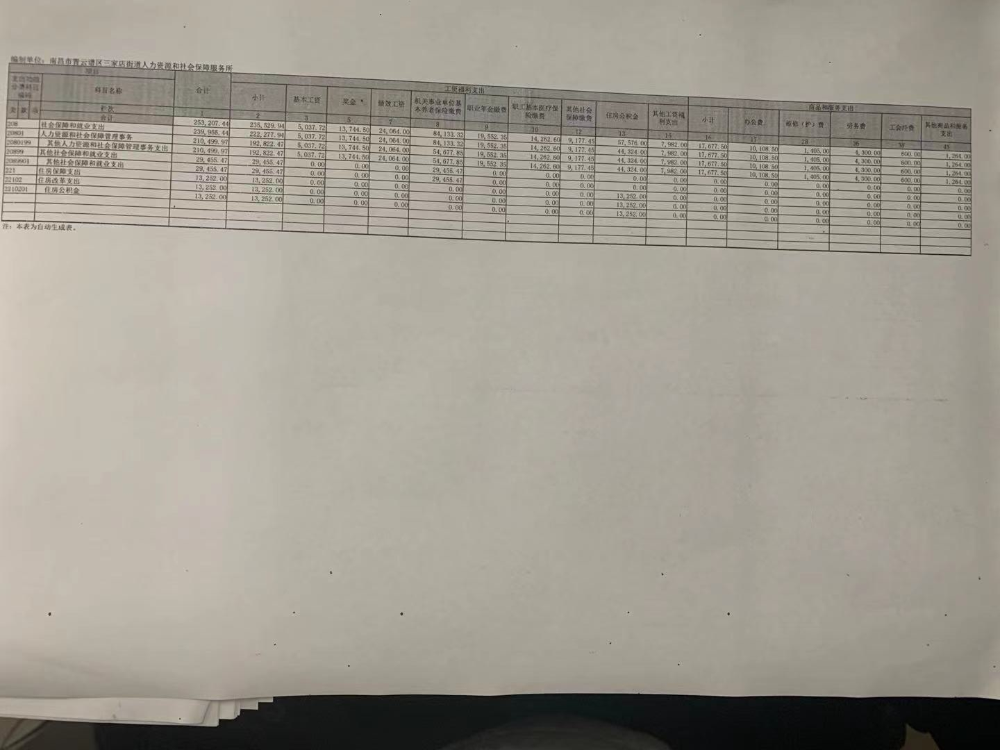 编制单位：南昌市青云谱区三家店街道人力资源和社会保障服务所
项目 合计 工资福利支出 商品和服务支出
支出功能分类科目编码 科目名称 小计 基本工资 奖金 绩效工资 机关事业单位基本养老保险缴费 职业年金缴费 职工基本医疗保险缴费 其他社会保障缴费 住房公积金 其他工资福利支出 小计 办公费 维修（护）费 劳务费 工会经费 其他商品和服务支出
类 款 项 栏次 1 2 3 5 7 8 9 10 12 13 15 16 17 28 36 38
合计 253,207.44 235,529.94 5,037.72 13,744.50 24,064.00 84,133.32 19,552.35 14,262.60 9,177.45 57,576.00 7,982.00 17,677.50 10,108.50 1,405.00 4,300.00 600.00 1,264.00
208 社会保障和就业支出 239,955.44 222,277.94 5,037.72 13,744.50 24,064.00 84,133.32 19,552.35 14,262.60 9,177.45 44,324.00 7,982.00 17,677.50 10,108.50 1,405.00 4,300.00 600.00 1,264.00
20801 人力资源和社会保障管理事务 210,499.97 192,822.47 5,037.72 13,744.50 24,064.00 54,677.85 19,552.35 14,262.60 9,177.45 44,324.00 7,982.00 17,677.50 10,108.50 1,405.00 4,300.00 600.00 1,264.00
2080199 其他人力资源和社会保障管理事务支出 210,499.97 192,822.47 5,037.72 13,744.50 24,064.00 54,677.85 19,552.35 14,262.60 9,177.45 44,324.00 7,982.00 17,677.50 10,108.50 1,405.00 4,300.00 600.00 1,264.00
20899 其他社会保障和就业支出 29,455.47 29,455.47 0.00 0.00 0.00 29,455.47 0.00 0.00 0.00 0.00 0.00 0.00 0.00 0.00 0.00 0.00 0.00
2089901 其他社会保障和就业支出 29,455.47 29,455.47 0.00 0.00 0.00 29,455.47 0.00 0.00 0.00 0.00 0.00 0.00 0.00 0.00 0.00 0.00 0.00
221 住房保障支出 13,252.00 13,252.00 0.00 0.00 0.00 0.00 0.00 0.00 0.00 13,252.00 0.00 0.00 0.00 0.00 0.00 0.00 0.00
22102 住房改革支出 13,252.00 13,252.00 0.00 0.00 0.00 0.00 0.00 0.00 0.00 13,252.00 0.00 0.00 0.00 0.00 0.00 0.00 0.00
2210201 住房公积金 13,252.00 13,252.00 0.00 0.00 0.00 0.00 0.00 0.00 0.00 13,252.00 0.00 0.00 0.00 0.00 0.00 0.00 0.00
注：本表为自动生成表。